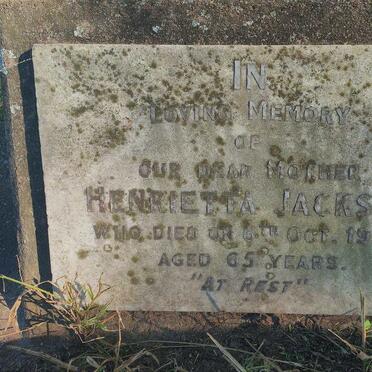 IN
LOVING MEMORY
OF
OUR DEAR MOTHER
HENRIETTA JACKS
WHO DIED ON 6TH OCT. 19
AGED 65 YEARS.
"AT REST"